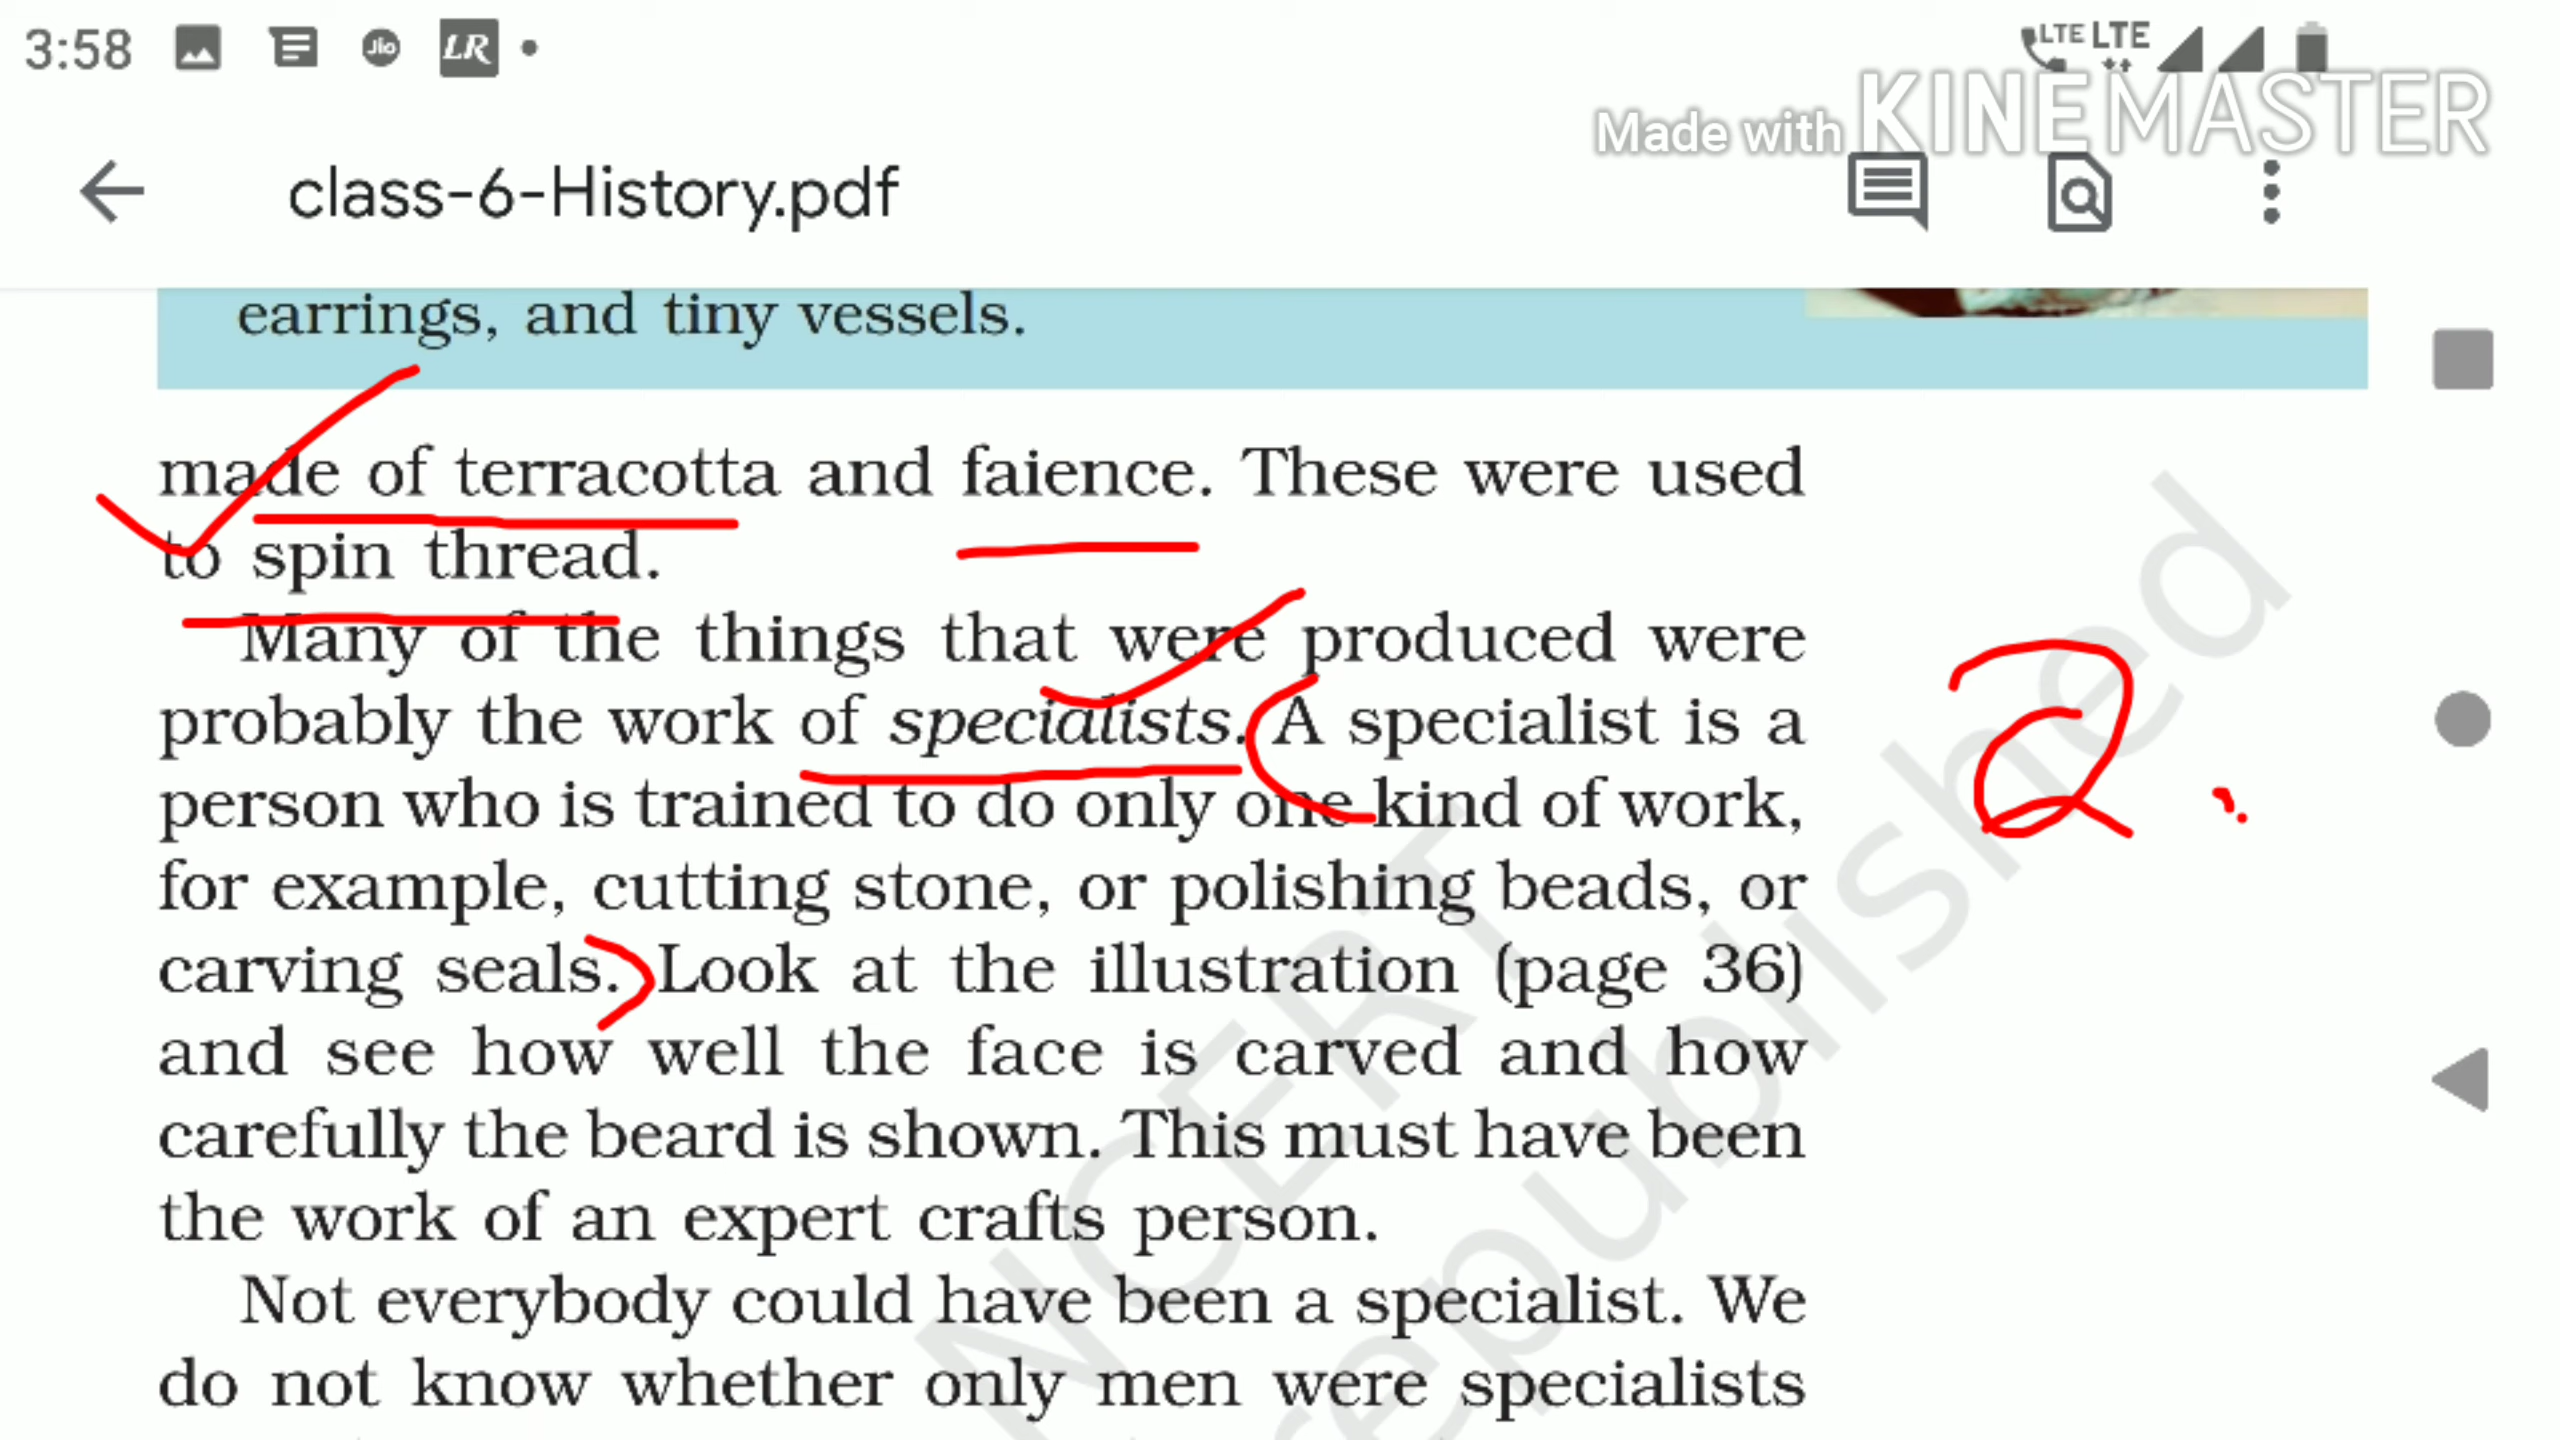 3:58 Jio LR LTE LTE
Made with KINEMASTER
class-6-History.pdf
earrings, and tiny vessels.
made of terracotta and faience. These were used
to spin thread.
Many of the things that were produced were
probably the work of specialists. A specialist is a
person who is trained to do only one kind of work,
for example, cutting stone, or polishing beads, or
carving seals. Look at the illustration (page 36)
and see how well the face is carved and how
carefully the beard is shown. This must have been
the work of an expert crafts person.
Not everybody could have been a specialist. We
do not know whether only men were specialists
2
NCERT
republished